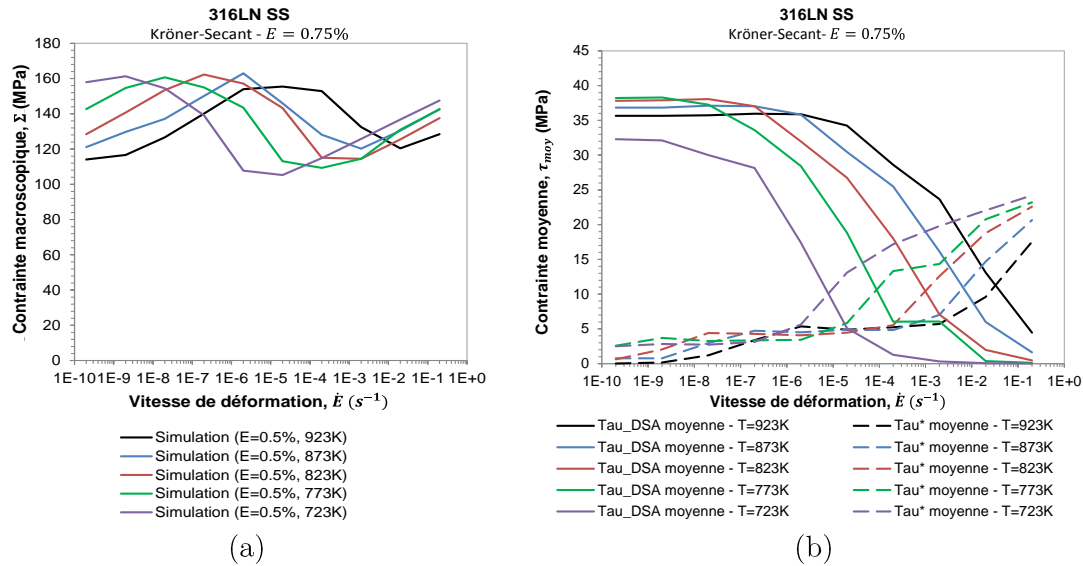 316LN SS
Kröner-Secant - E = 0.75%
Contrainte macroscopique, Σ (MPa)
180
160
140
120
100
80
60
40
20
0
1E-10 1E-9 1E-8 1E-7 1E-6 1E-5 1E-4 1E-3 1E-2 1E-1 1E+0
Vitesse de déformation, Ė (s⁻¹)
Simulation (E=0.5%, 923K)
Simulation (E=0.5%, 873K)
Simulation (E=0.5%, 823K)
Simulation (E=0.5%, 773K)
Simulation (E=0.5%, 723K)
(a)
316LN SS
Kröner-Secant- E = 0.75%
Contrainte moyenne, τmoy (MPa)
45
40
35
30
25
20
15
10
5
0
1E-10 1E-9 1E-8 1E-7 1E-6 1E-5 1E-4 1E-3 1E-2 1E-1 1E+0
Vitesse de déformation, Ė (s⁻¹)
Tau_DSA moyenne - T=923K
Tau* moyenne - T=923K
Tau_DSA moyenne - T=873K
Tau* moyenne - T=873K
Tau_DSA moyenne - T=823K
Tau* moyenne - T=823K
Tau_DSA moyenne - T=773K
Tau* moyenne - T=773K
Tau_DSA moyenne - T=723K
Tau* moyenne - T=723K
(b)